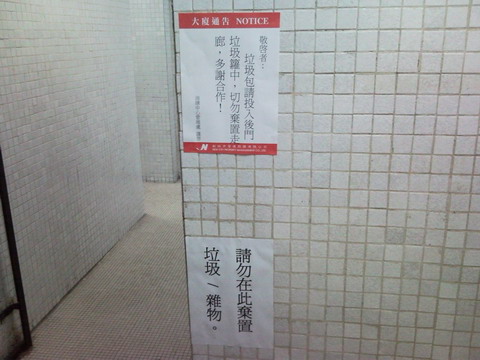 大廈通告 NOTICE
敬啓者：
垃圾包請投入後門
垃圾籮中，切勿棄置走
廊，多謝合作！
請勿在此棄置
垃圾／雜物。